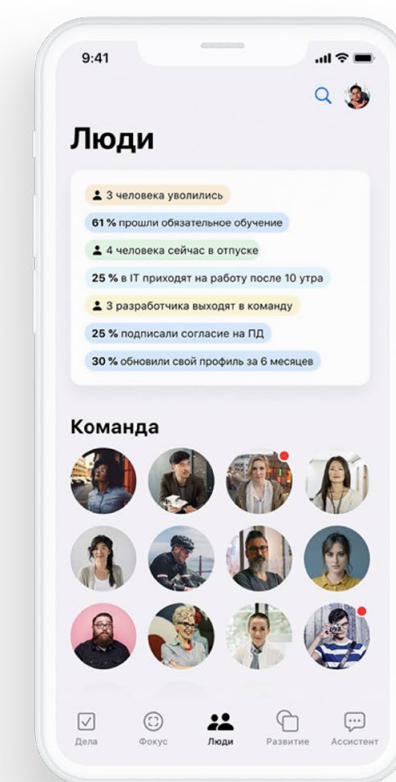 9:41
Люди
3 человека уволились
61 % прошли обязательное обучение
4 человека сейчас в отпуске
25 % в IT приходят на работу после 10 утра
3 разработчика выходят в команду
25 % подписали согласие на ПД
30 % обновили свой профиль за 6 месяцев
Команда
Дела Фокус Люди Развитие Ассистент